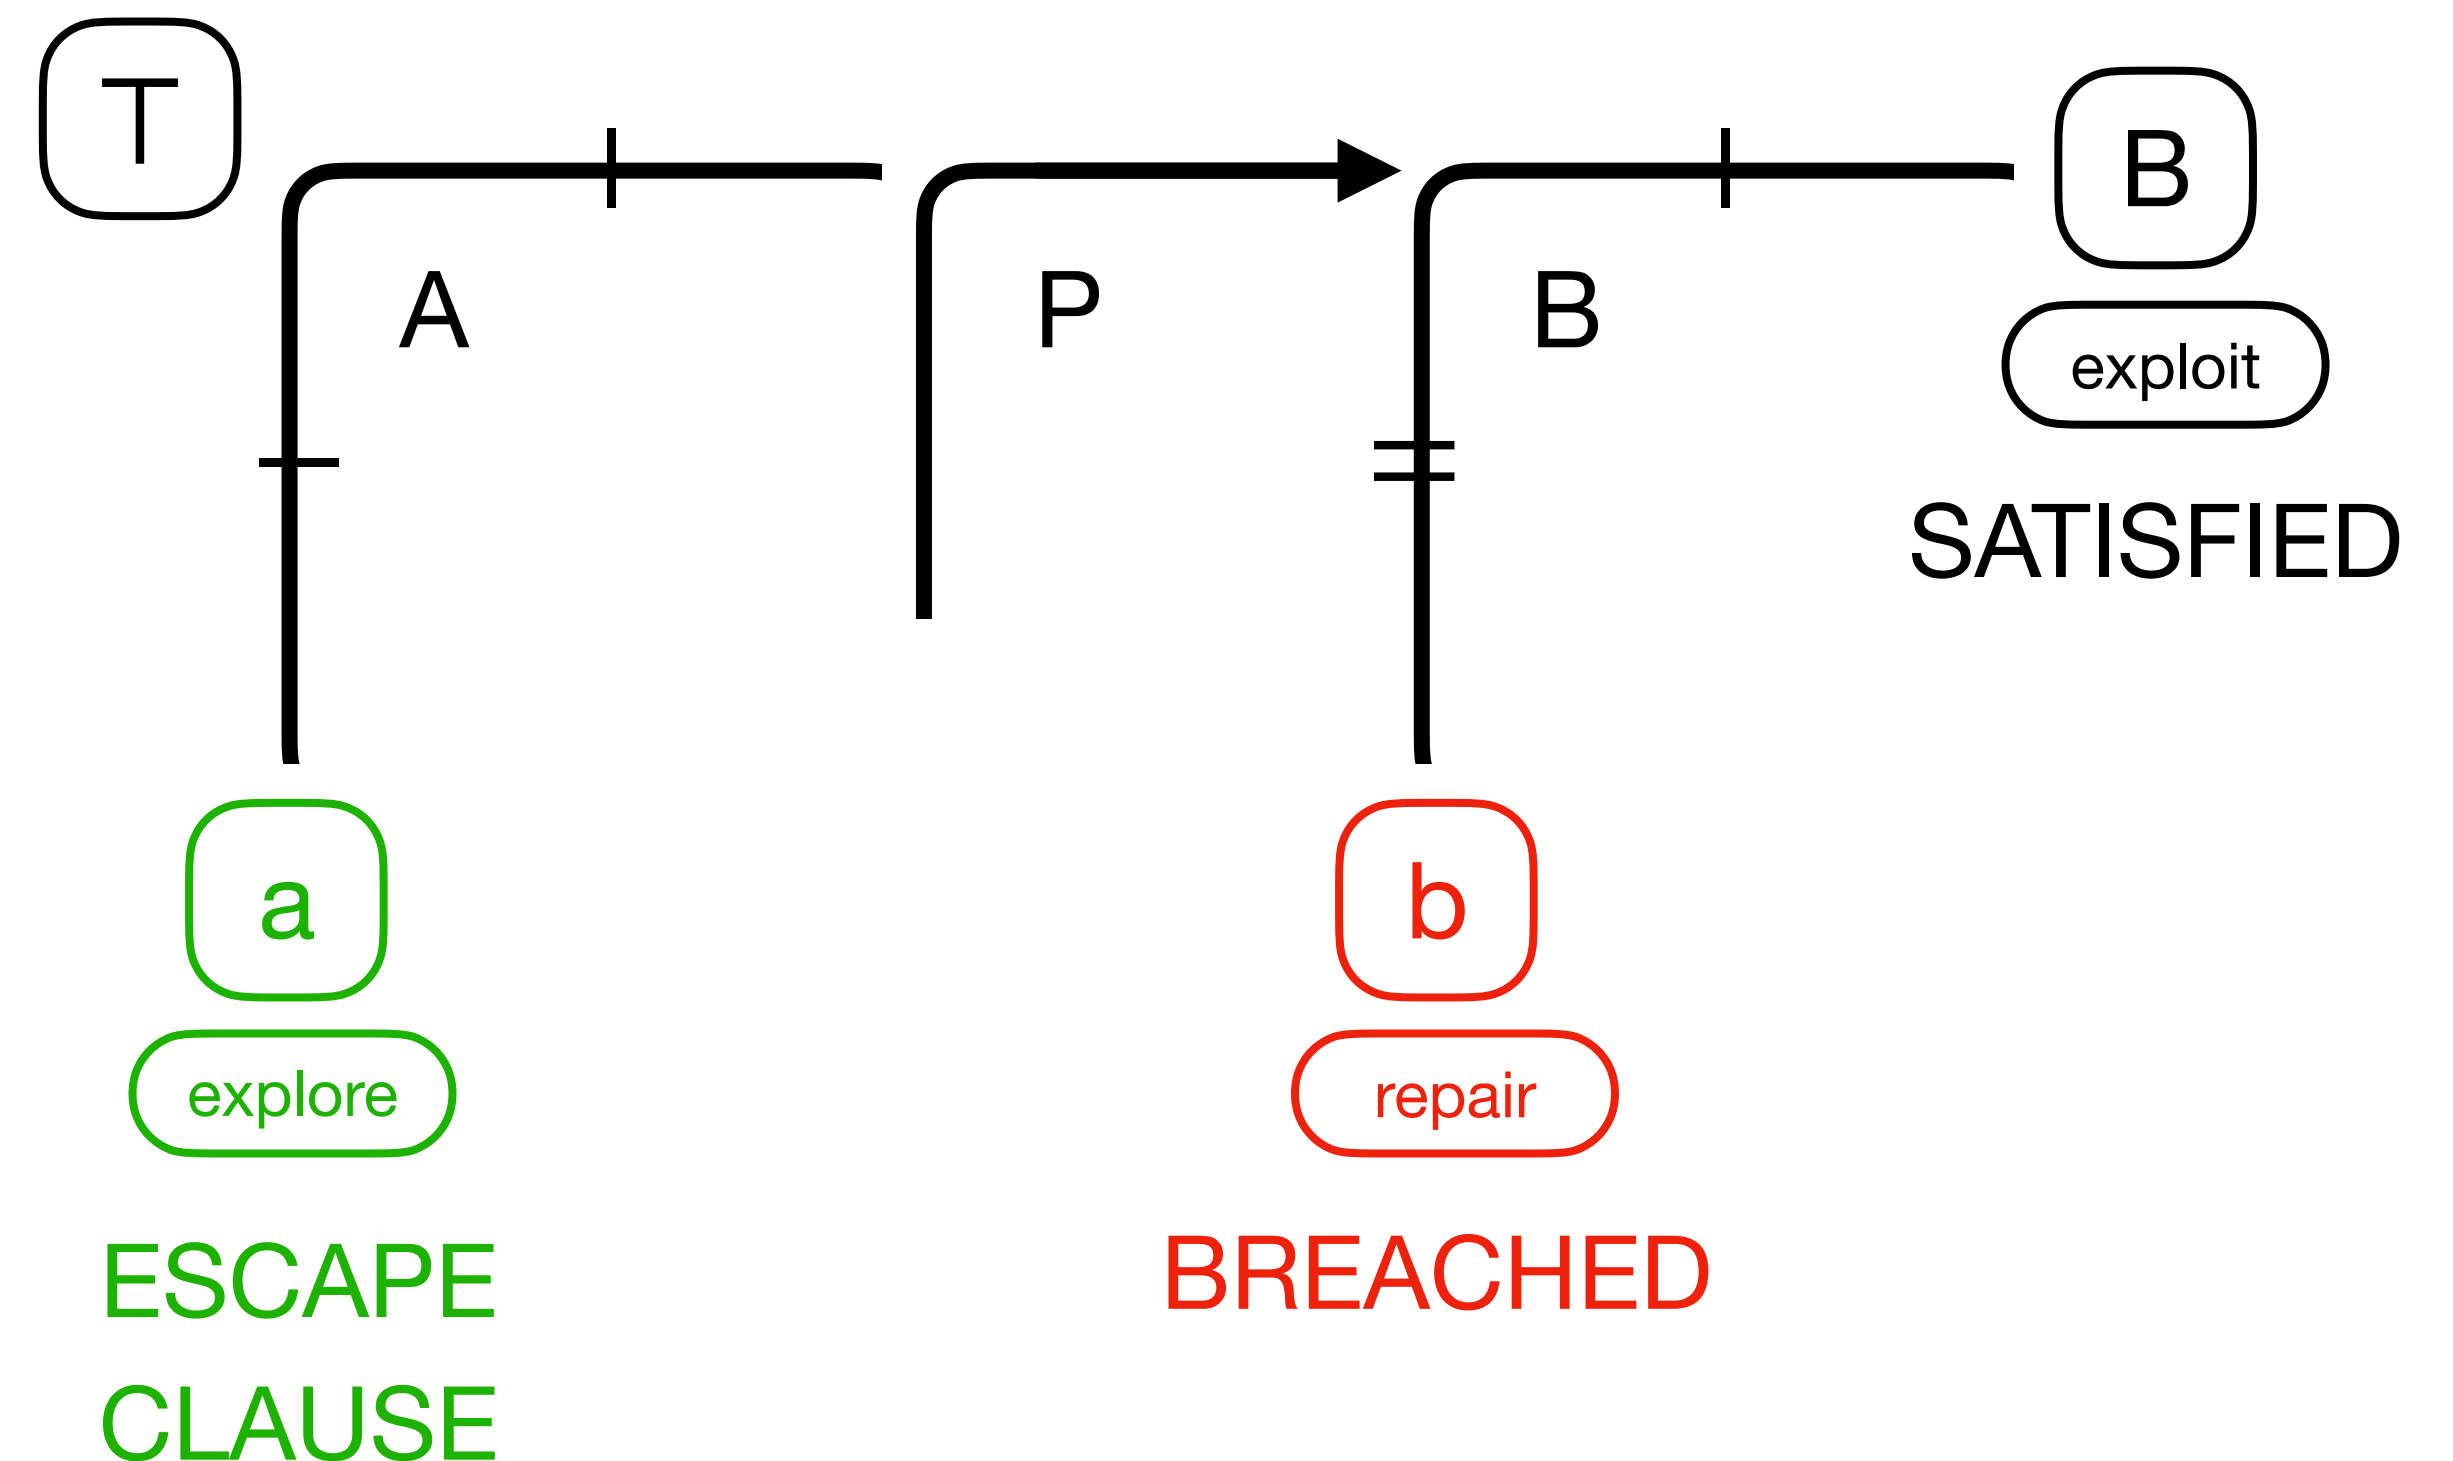 T
A
P
B
B
exploit
SATISFIED
a
explore
ESCAPE
CLAUSE
b
repair
BREACHED